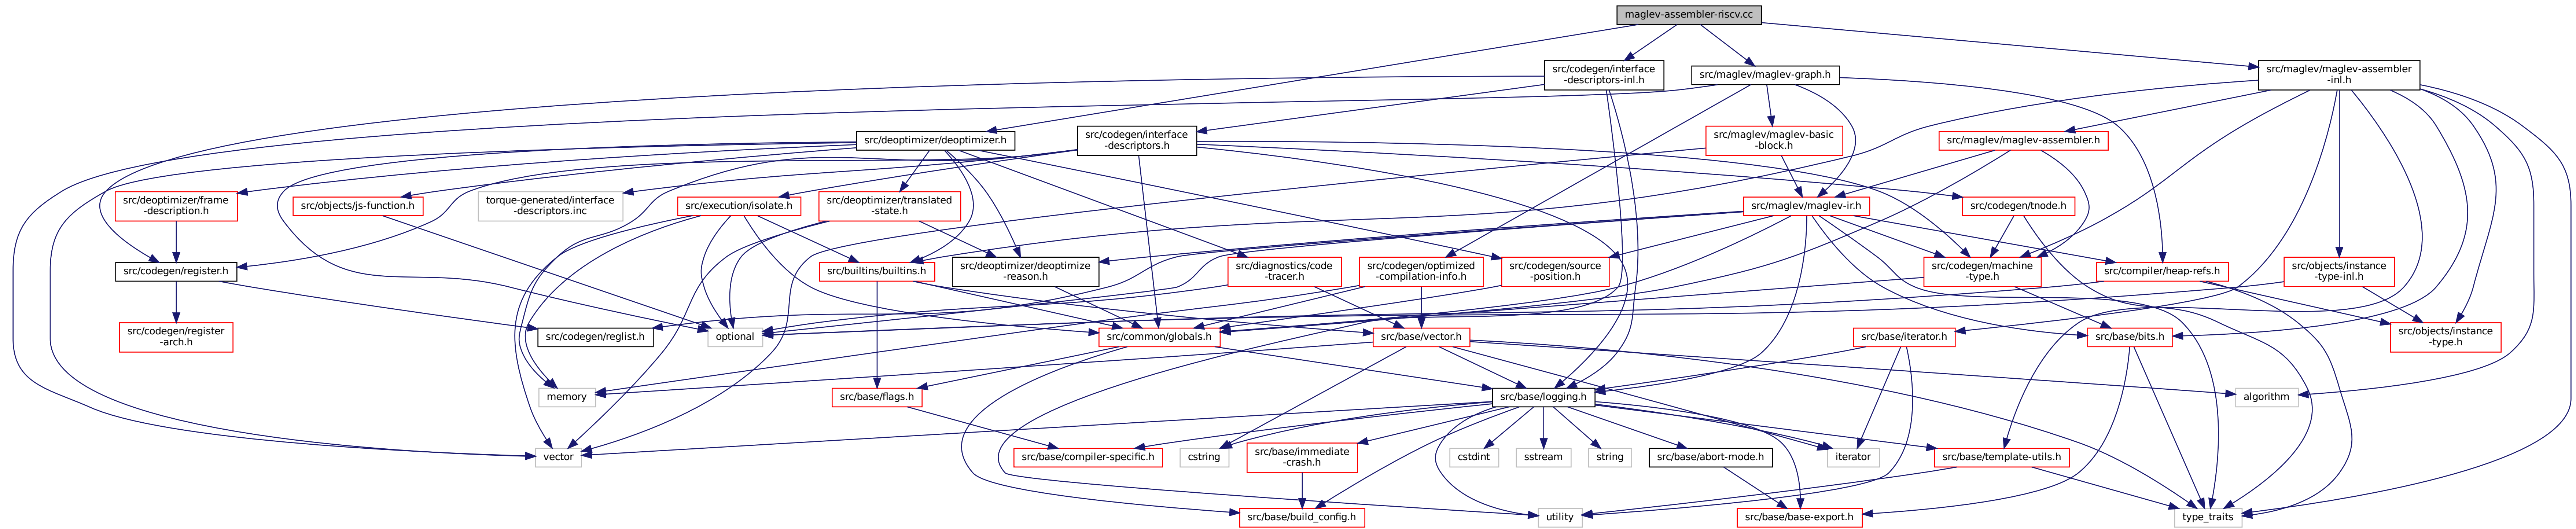 maglev-assembler-riscv.cc
src/codegen/interface
-descriptors-inl.h
src/maglev/maglev-graph.h
src/maglev/maglev-assembler
-inl.h
src/deoptimizer/deoptimizer.h
src/codegen/interface
-descriptors.h
src/maglev/maglev-basic
-block.h
src/maglev/maglev-assembler.h
src/deoptimizer/frame
-description.h
src/objects/js-function.h
torque-generated/interface
-descriptors.inc
src/execution/isolate.h
src/deoptimizer/translated
-state.h
src/maglev/maglev-ir.h
src/codegen/tnode.h
src/codegen/register.h
src/builtins/builtins.h
src/deoptimizer/deoptimize
-reason.h
src/diagnostics/code
-tracer.h
src/codegen/optimized
-compilation-info.h
src/codegen/source
-position.h
src/codegen/machine
-type.h
src/compiler/heap-refs.h
src/objects/instance
-type-inl.h
src/codegen/register
-arch.h
src/codegen/reglist.h
optional
src/common/globals.h
src/base/vector.h
src/base/iterator.h
src/base/bits.h
src/objects/instance
-type.h
memory
src/base/flags.h
src/base/logging.h
algorithm
vector
src/base/compiler-specific.h
cstring
src/base/immediate
-crash.h
cstdint
sstream
string
src/base/abort-mode.h
iterator
src/base/template-utils.h
src/base/build_config.h
utility
src/base/base-export.h
type_traits